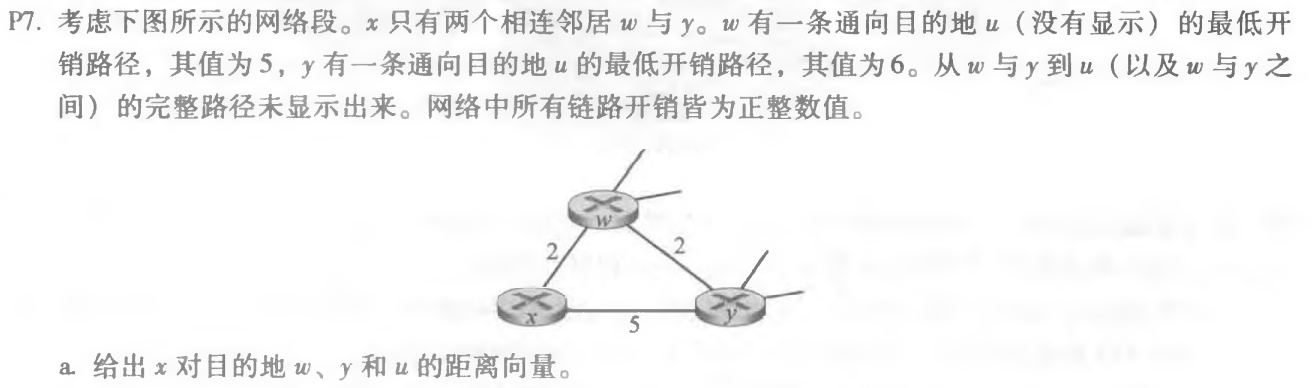 P7. 考虑下图所示的网络段。x 只有两个相连邻居 w 与 y。w 有一条通向目的地 u（没有显示）的最低开
销路径，其值为 5，y 有一条通向目的地 u 的最低开销路径，其值为 6。从 w 与 y 到 u（以及 w 与 y 之
间）的完整路径未显示出来。网络中所有链路开销皆为正整数值。
w
2
2
x
y
5
a. 给出 x 对目的地 w、y 和 u 的距离向量。